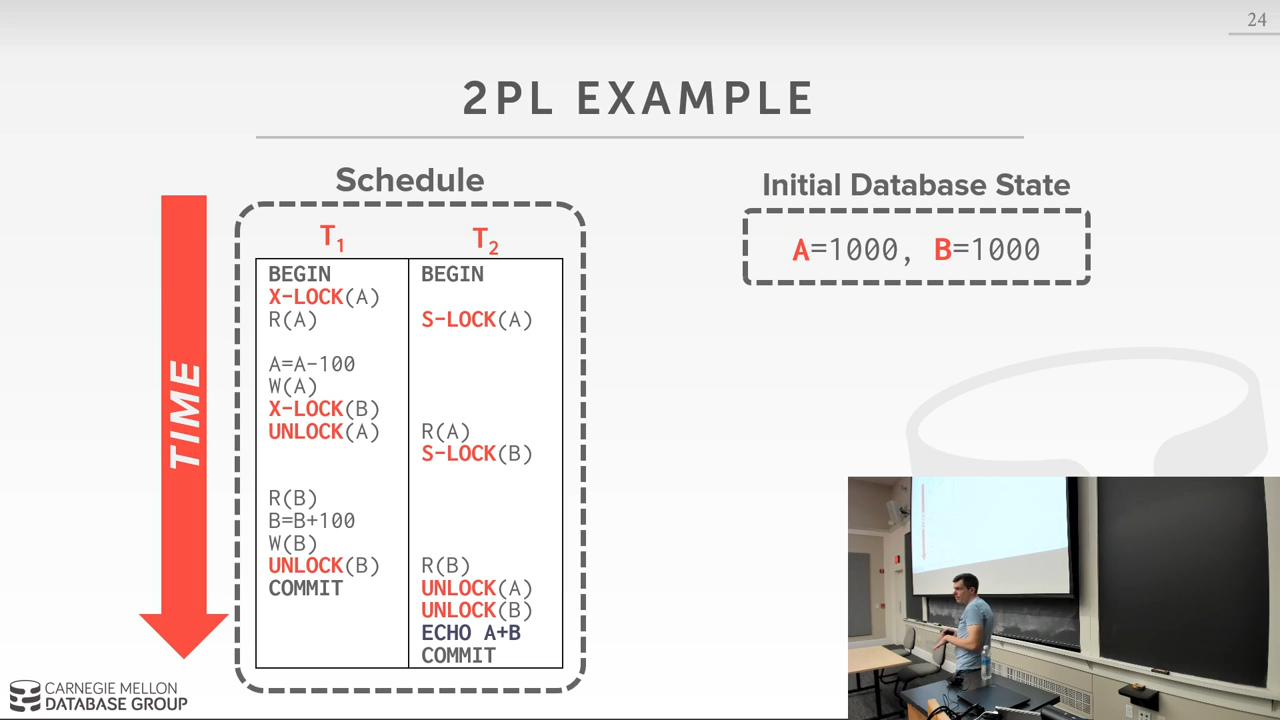 24
2PL EXAMPLE
Schedule
Initial Database State
A=1000, B=1000
TIME
T1
T2
BEGIN
X-LOCK(A)
R(A)
A=A-100
W(A)
X-LOCK(B)
UNLOCK(A)
R(B)
B=B+100
W(B)
UNLOCK(B)
COMMIT
BEGIN
S-LOCK(A)
R(A)
S-LOCK(B)
R(B)
UNLOCK(A)
UNLOCK(B)
ECHO A+B
COMMIT
CARNEGIE MELLON
DATABASE GROUP